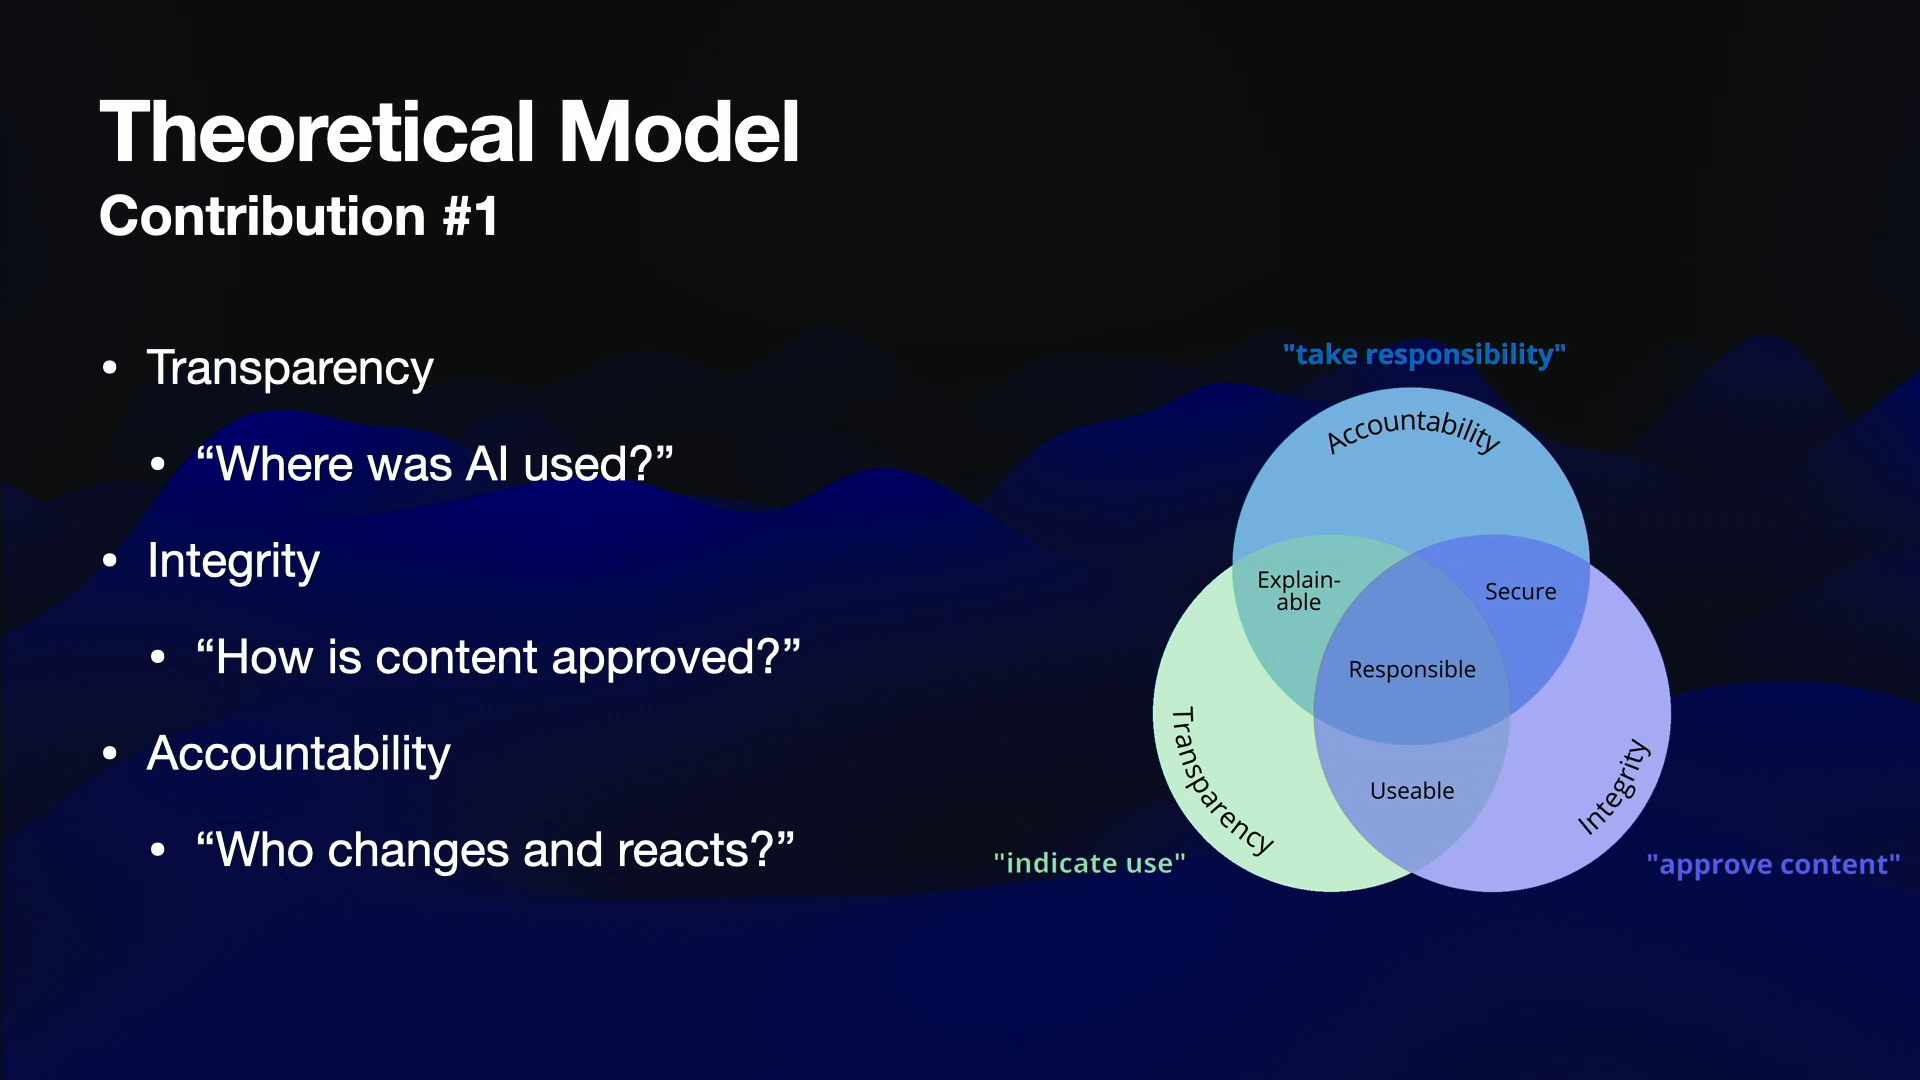 Theoretical Model
Contribution #1
• Transparency
• “Where was AI used?”
• Integrity
• “How is content approved?”
• Accountability
• “Who changes and reacts?”
"take responsibility"
Accountability
Explain-
able
Secure
Responsible
Transparency
Integrity
Useable
"indicate use"
"approve content"